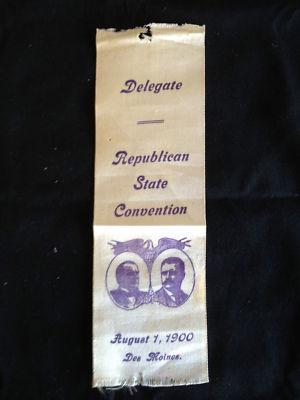 Delegate
Republican
State
Convention
August 1, 1900
Des Moines.